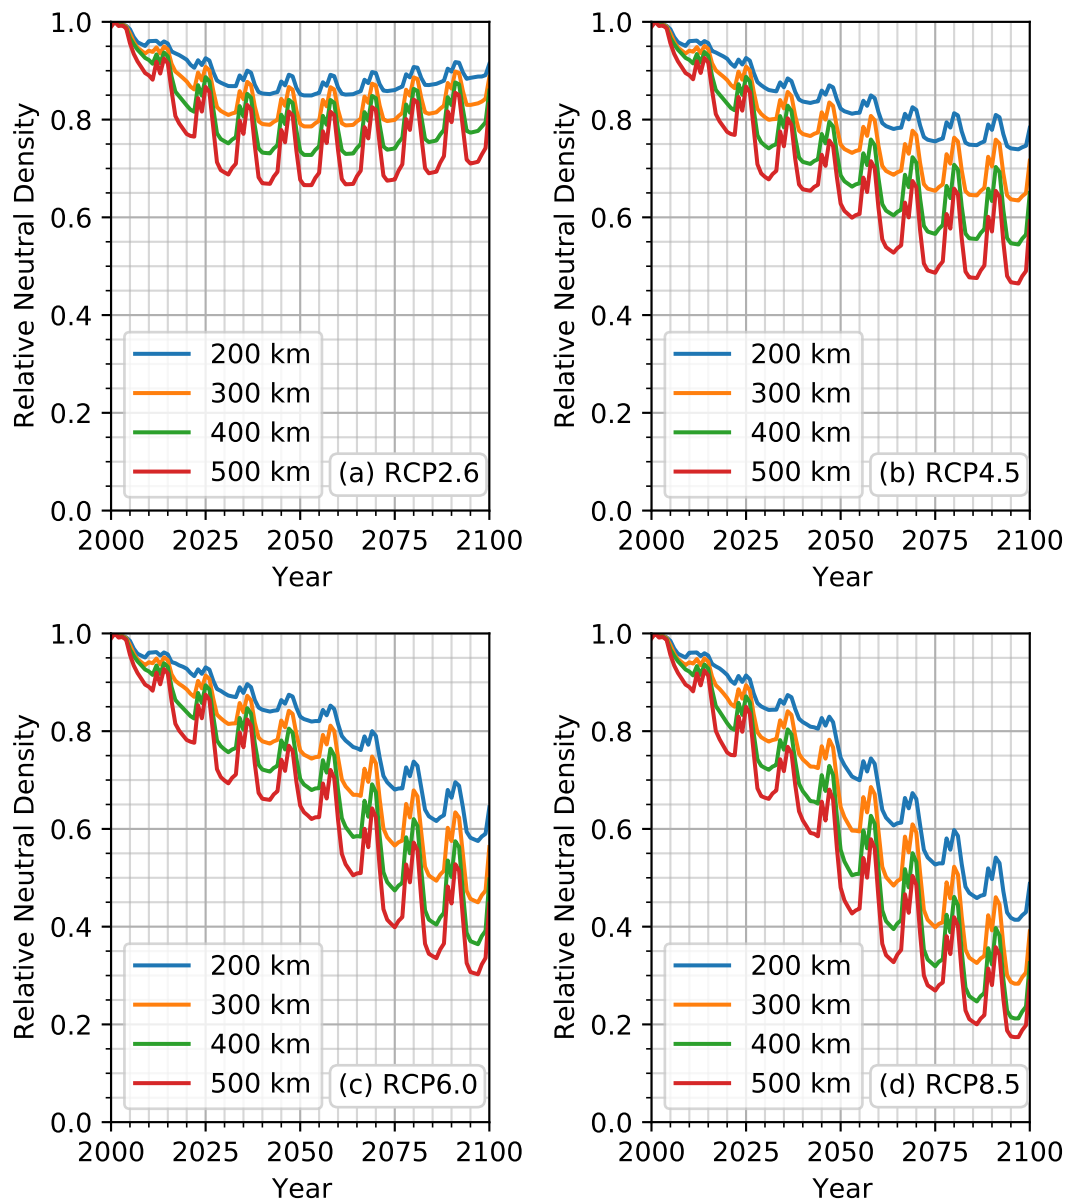 1.0
0.8
0.6
0.4
0.2
0.0
Relative Neutral Density
200 km
300 km
400 km
500 km
(a) RCP2.6
2000 2025 2050 2075 2100
Year
1.0
0.8
0.6
0.4
0.2
0.0
Relative Neutral Density
200 km
300 km
400 km
500 km
(b) RCP4.5
2000 2025 2050 2075 2100
Year
1.0
0.8
0.6
0.4
0.2
0.0
Relative Neutral Density
200 km
300 km
400 km
500 km
(c) RCP6.0
2000 2025 2050 2075 2100
Year
1.0
0.8
0.6
0.4
0.2
0.0
Relative Neutral Density
200 km
300 km
400 km
500 km
(d) RCP8.5
2000 2025 2050 2075 2100
Year